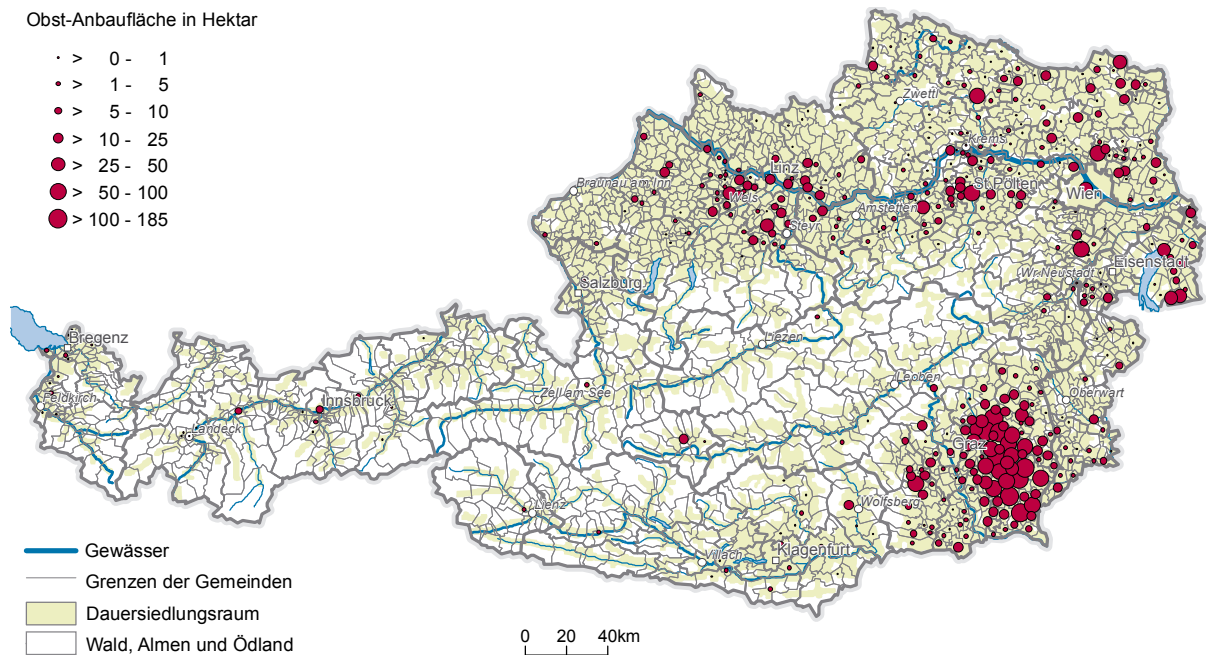 Obst-Anbaufläche in Hektar
> 0 - 1
> 1 - 5
> 5 - 10
> 10 - 25
> 25 - 50
> 50 - 100
> 100 - 185
Zwettl
Krems
Linz
Braunau am Inn
Wels
St. Pölten
Wien
Amstetten
Steyr
Eisenstadt
Wr. Neustadt
Salzburg
Bregenz
Liezen
Leoben
Oberwart
Zell am See
Innsbruck
Feldkirch
Landeck
Graz
Wolfsberg
Lienz
Villach
Klagenfurt
Gewässer
Grenzen der Gemeinden
Dauersiedlungsraum
Wald, Almen und Ödland
0 20 40km